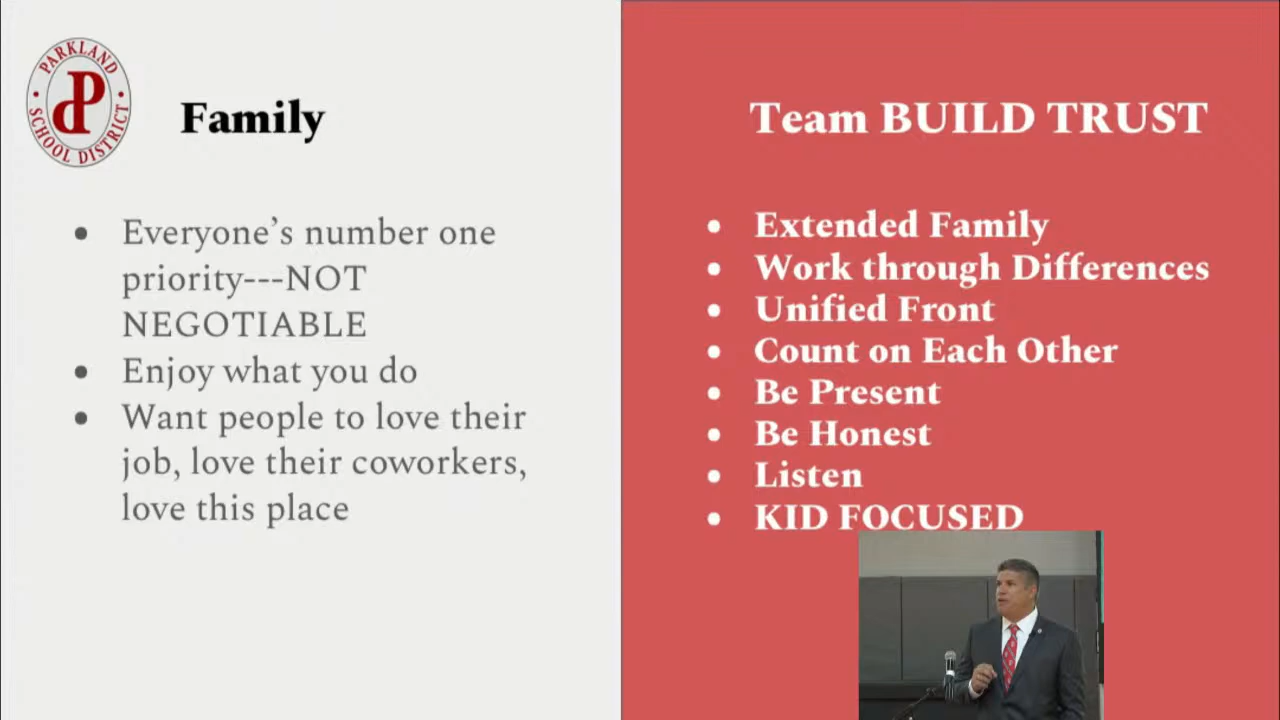 PARKLAND
SCHOOL DISTRICT
Family
• Everyone’s number one
priority---NOT
NEGOTIABLE
• Enjoy what you do
• Want people to love their
job, love their coworkers,
love this place
Team BUILD TRUST
• Extended Family
• Work through Differences
• Unified Front
• Count on Each Other
• Be Present
• Be Honest
• Listen
• KID FOCUSED